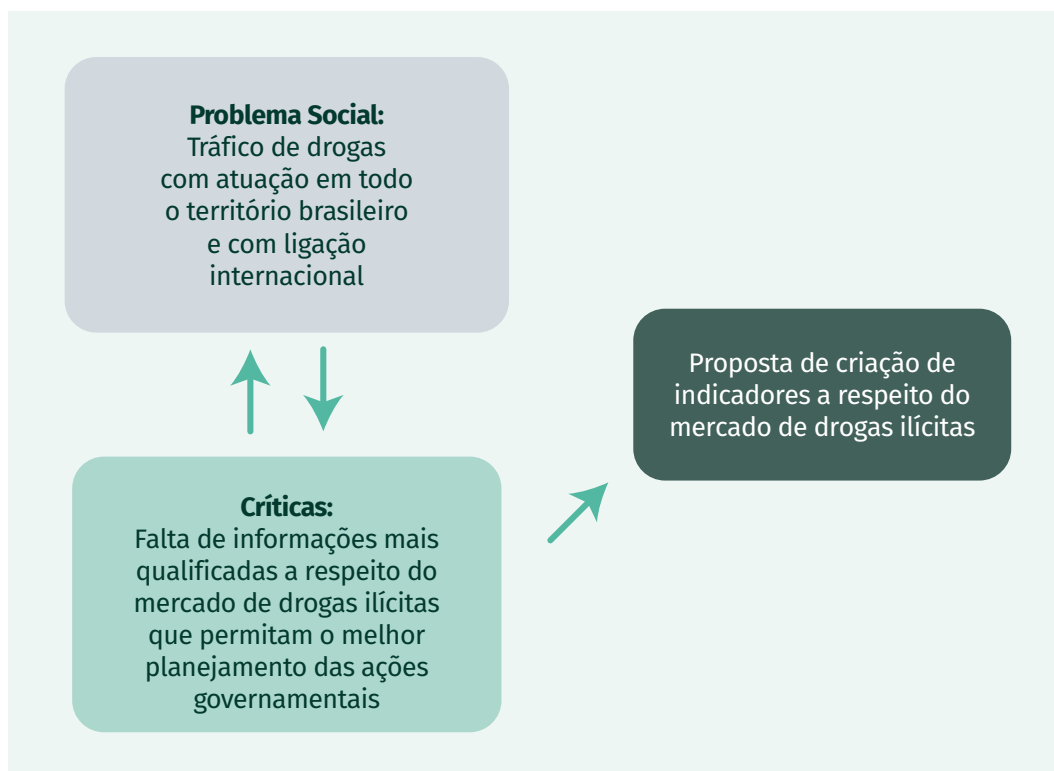 Problema Social:
Tráfico de drogas
com atuação em todo
o território brasileiro
e com ligação
internacional
Críticas:
Falta de informações mais
qualificadas a respeito do
mercado de drogas ilícitas
que permitam o melhor
planejamento das ações
governamentais
Proposta de criação de
indicadores a respeito do
mercado de drogas ilícitas